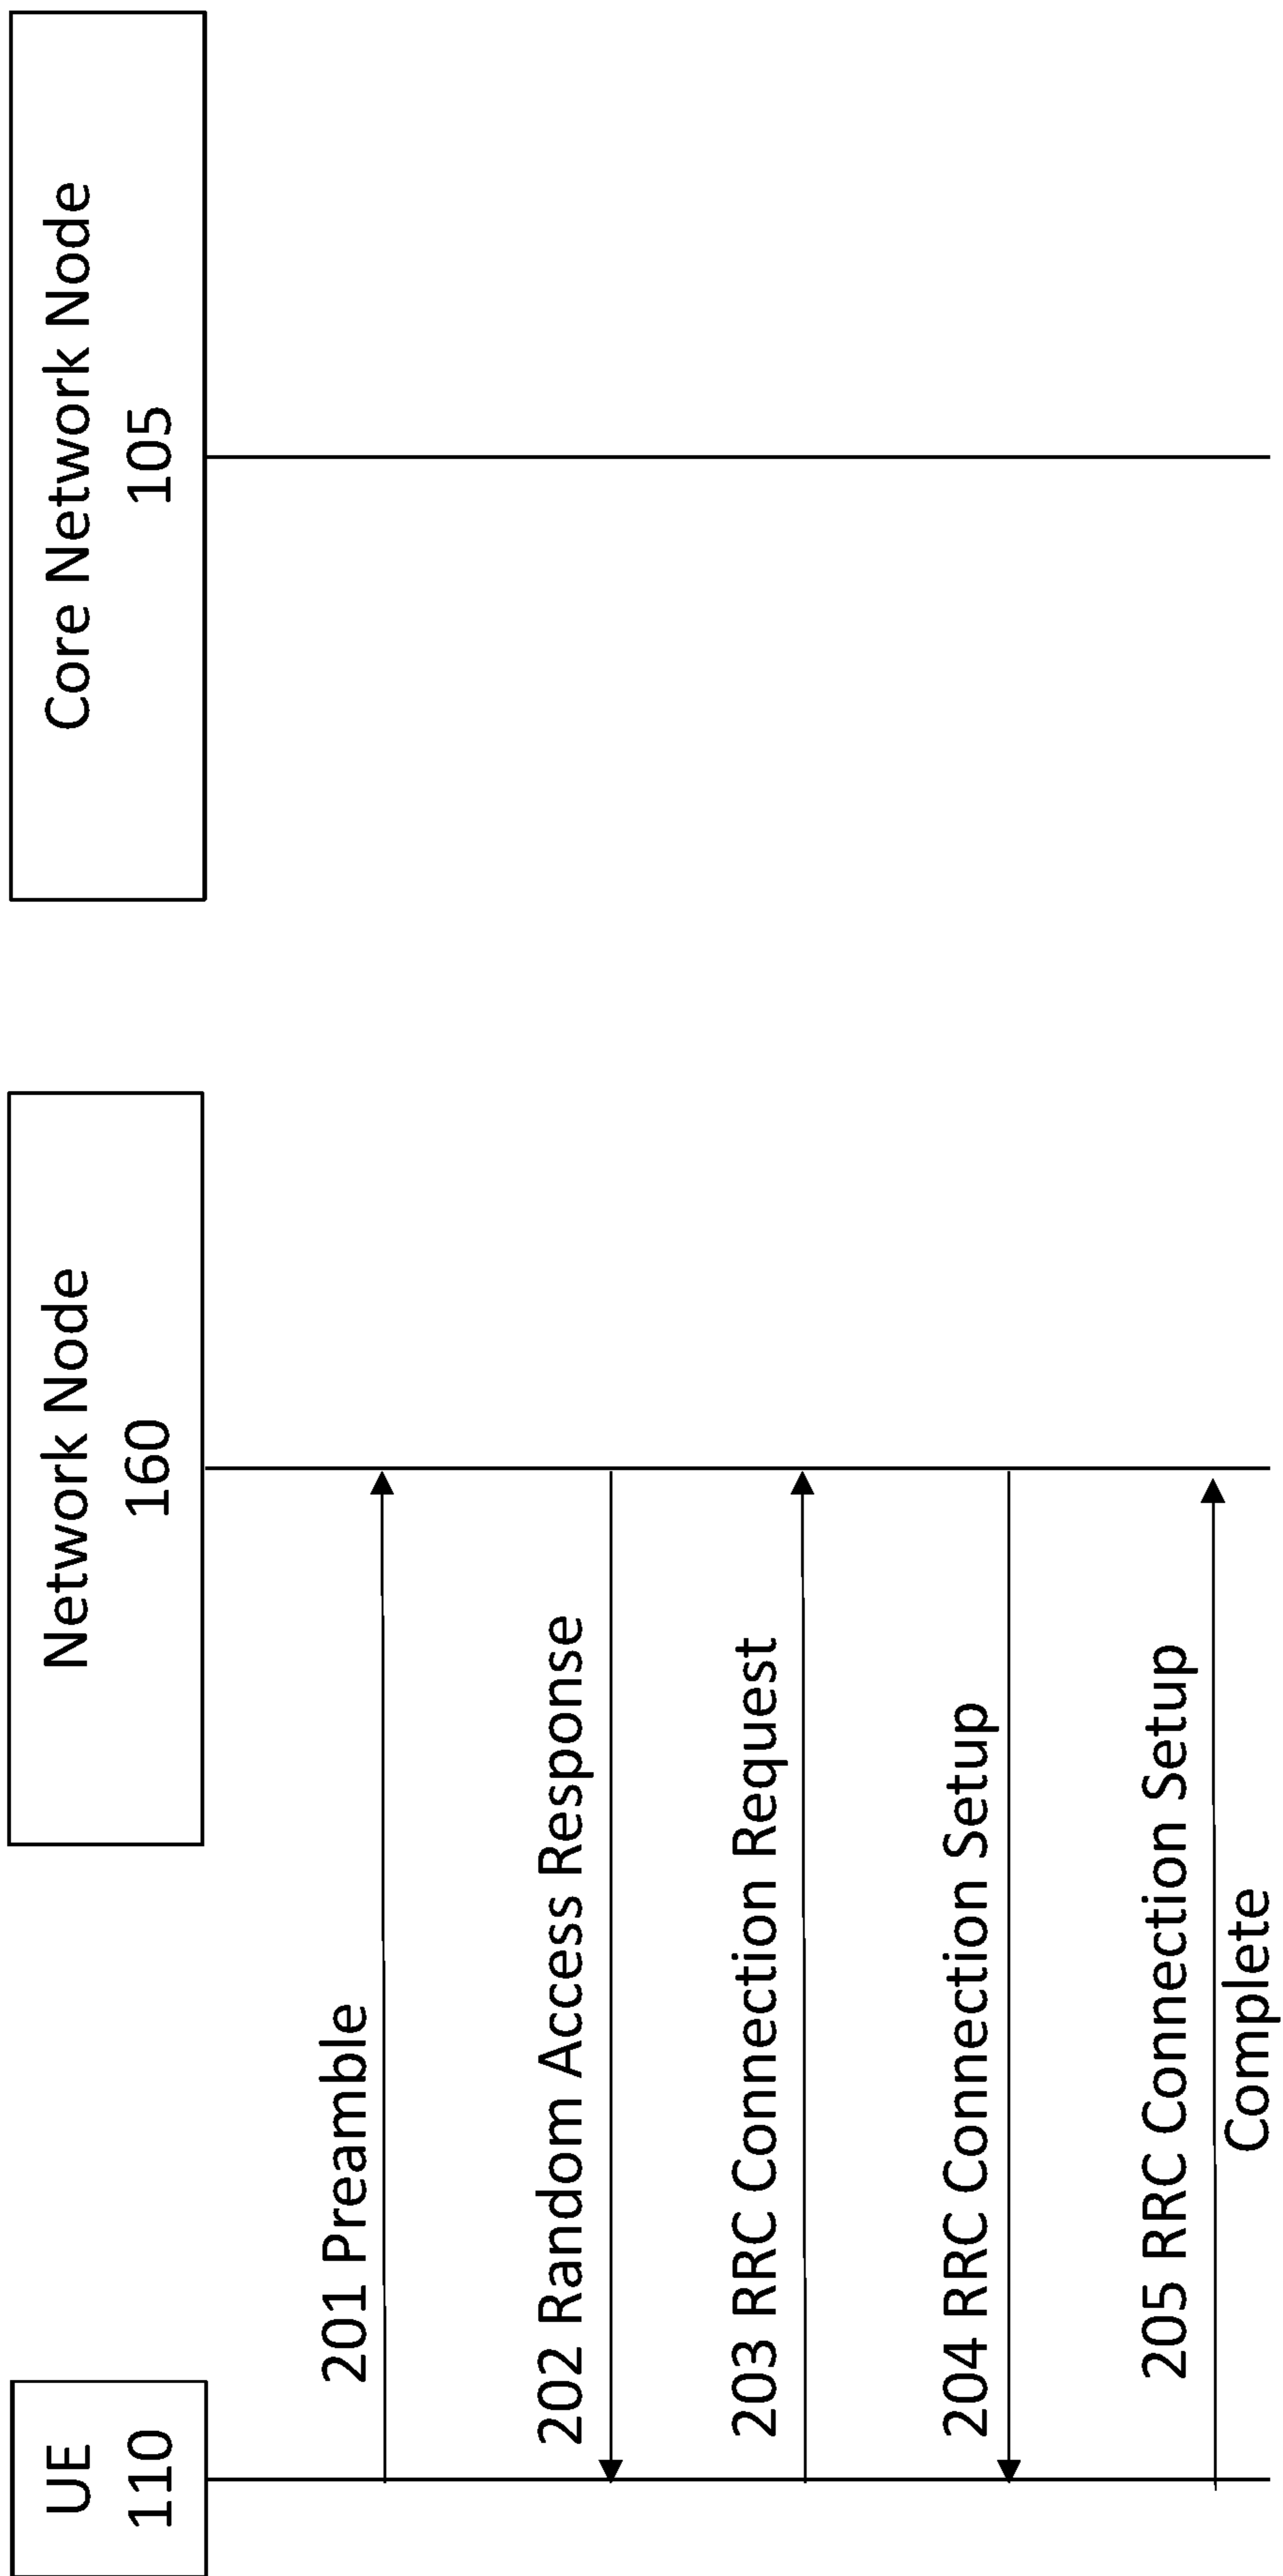 UE
110
Network Node
160
Core Network Node
105
201 Preamble
202 Random Access Response
203 RRC Connection Request
204 RRC Connection Setup
205 RRC Connection Setup
Complete